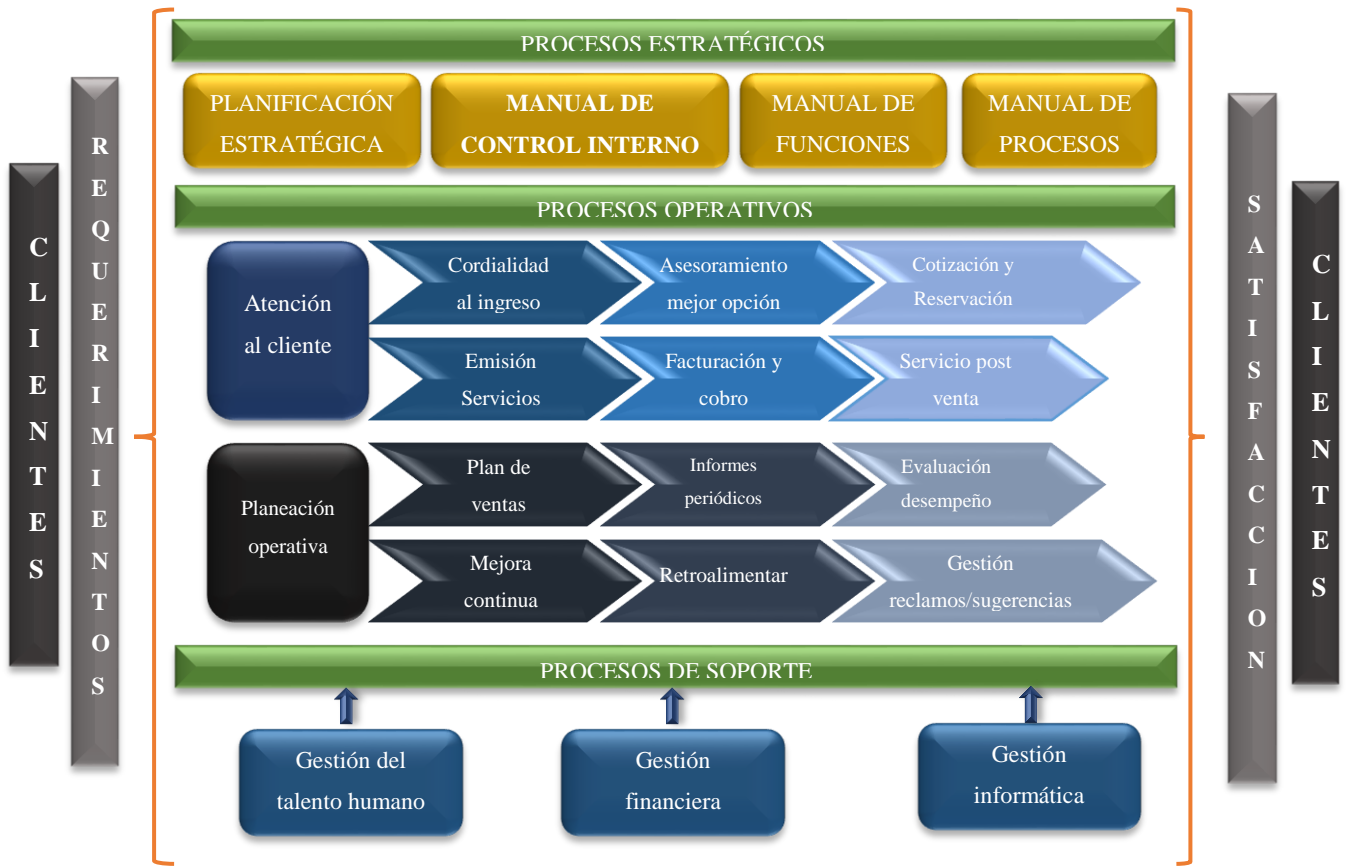 PROCESOS ESTRATÉGICOS
PLANIFICACIÓN
ESTRATÉGICA
MANUAL DE
CONTROL INTERNO
MANUAL DE
FUNCIONES
MANUAL DE
PROCESOS
CLIENTES
REQUERIMIENTOS
PROCESOS OPERATIVOS
Atención
al cliente
Cordialidad
al ingreso
Asesoramiento
mejor opción
Cotización y
Reservación
Emisión
Servicios
Facturación y
cobro
Servicio post
venta
Planeación
operativa
Plan de
ventas
Informes
periódicos
Evaluación
desempeño
Mejora
continua
Retroalimentar
Gestión
reclamos/sugerencias
PROCESOS DE SOPORTE
Gestión del
talento humano
Gestión
financiera
Gestión
informática
SATISFACCION
CLIENTES